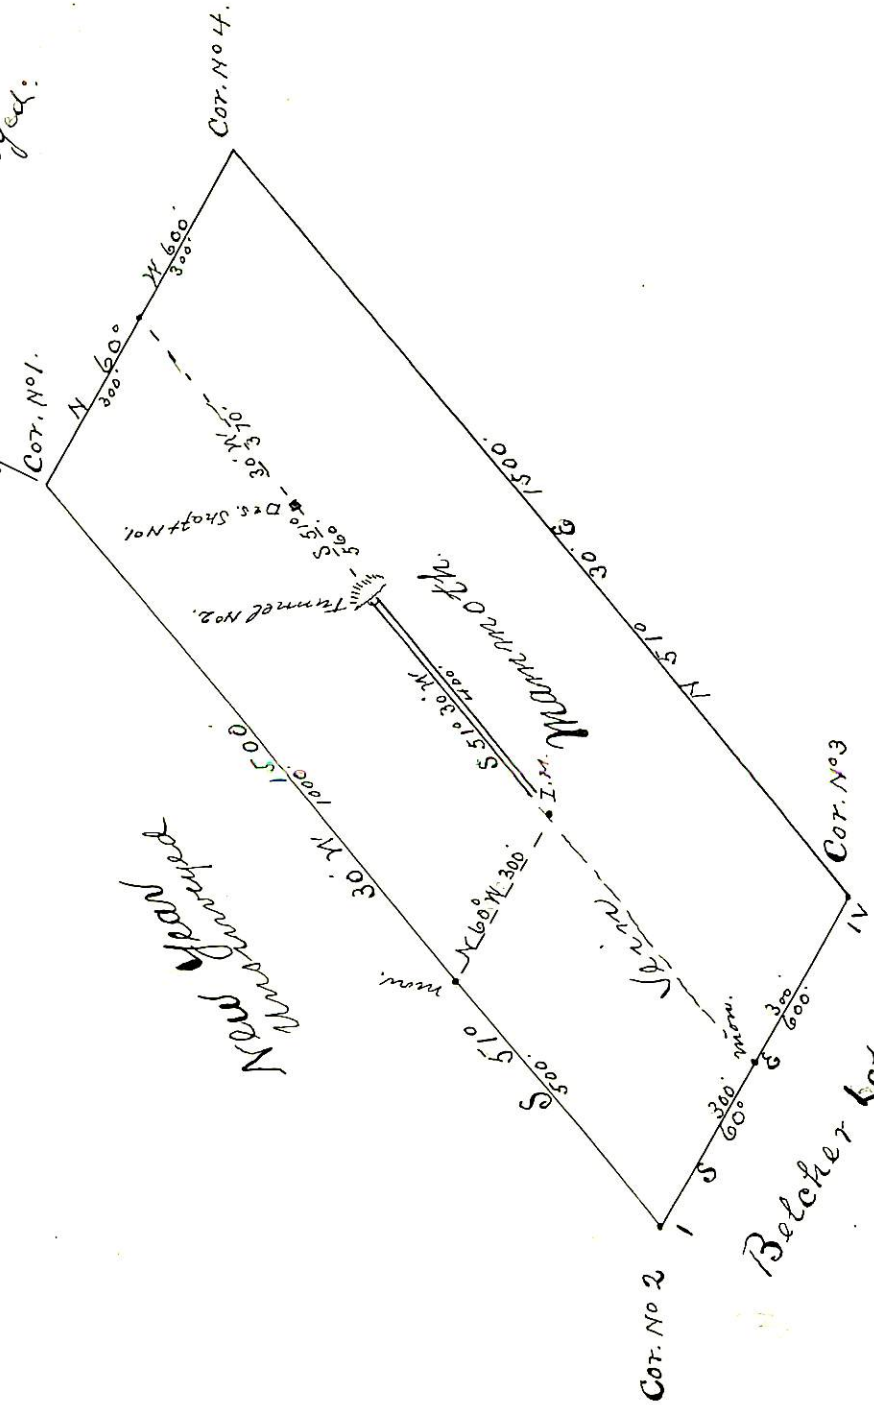 Cor. No 4.
Cor. No 1.
N 60° W 600'
300' 300'
S 51° 30' W 1500
1000'
500'
mon.
New Year
Unsurveyed
Des. Shaft No 1.
S 51° 30' W 370'
560'
Tunnel No 2.
S 51° 30' W
400'
I.M.
Mammoth.
N 60° W 300'
Vein
N 51° 30' E 1500'
Cor. No 3
IV
mon.
300' 300'
S 60° E 600'
I
Cor. No 2
Belcher